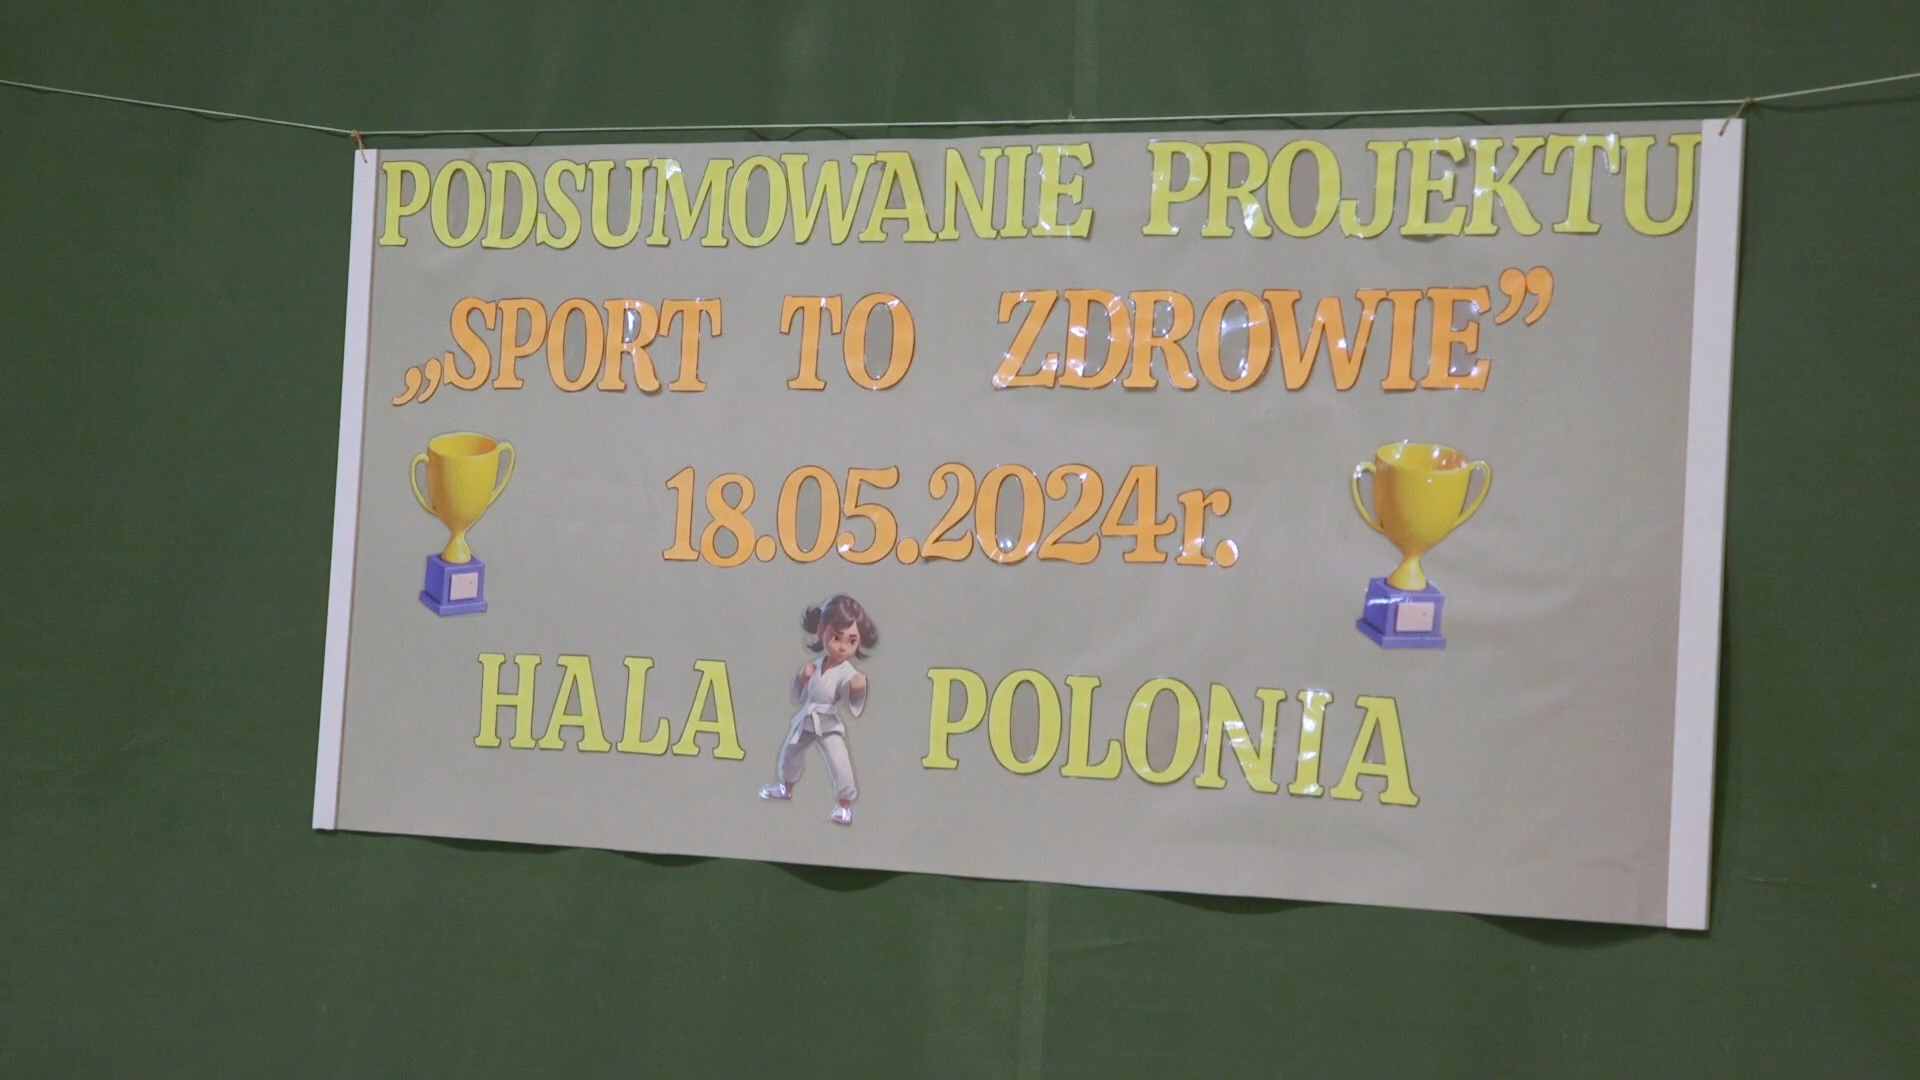 PODSUMOWANIE PROJEKTU
„SPORT TO ZDROWIE”
18.05.2024r.
HALA POLONIA